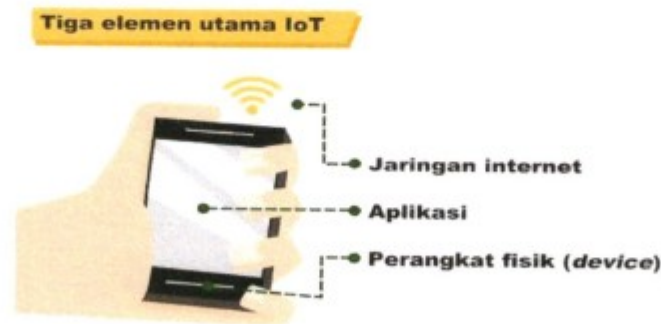 Tiga elemen utama IoT
Jaringan internet
Aplikasi
Perangkat fisik (device)